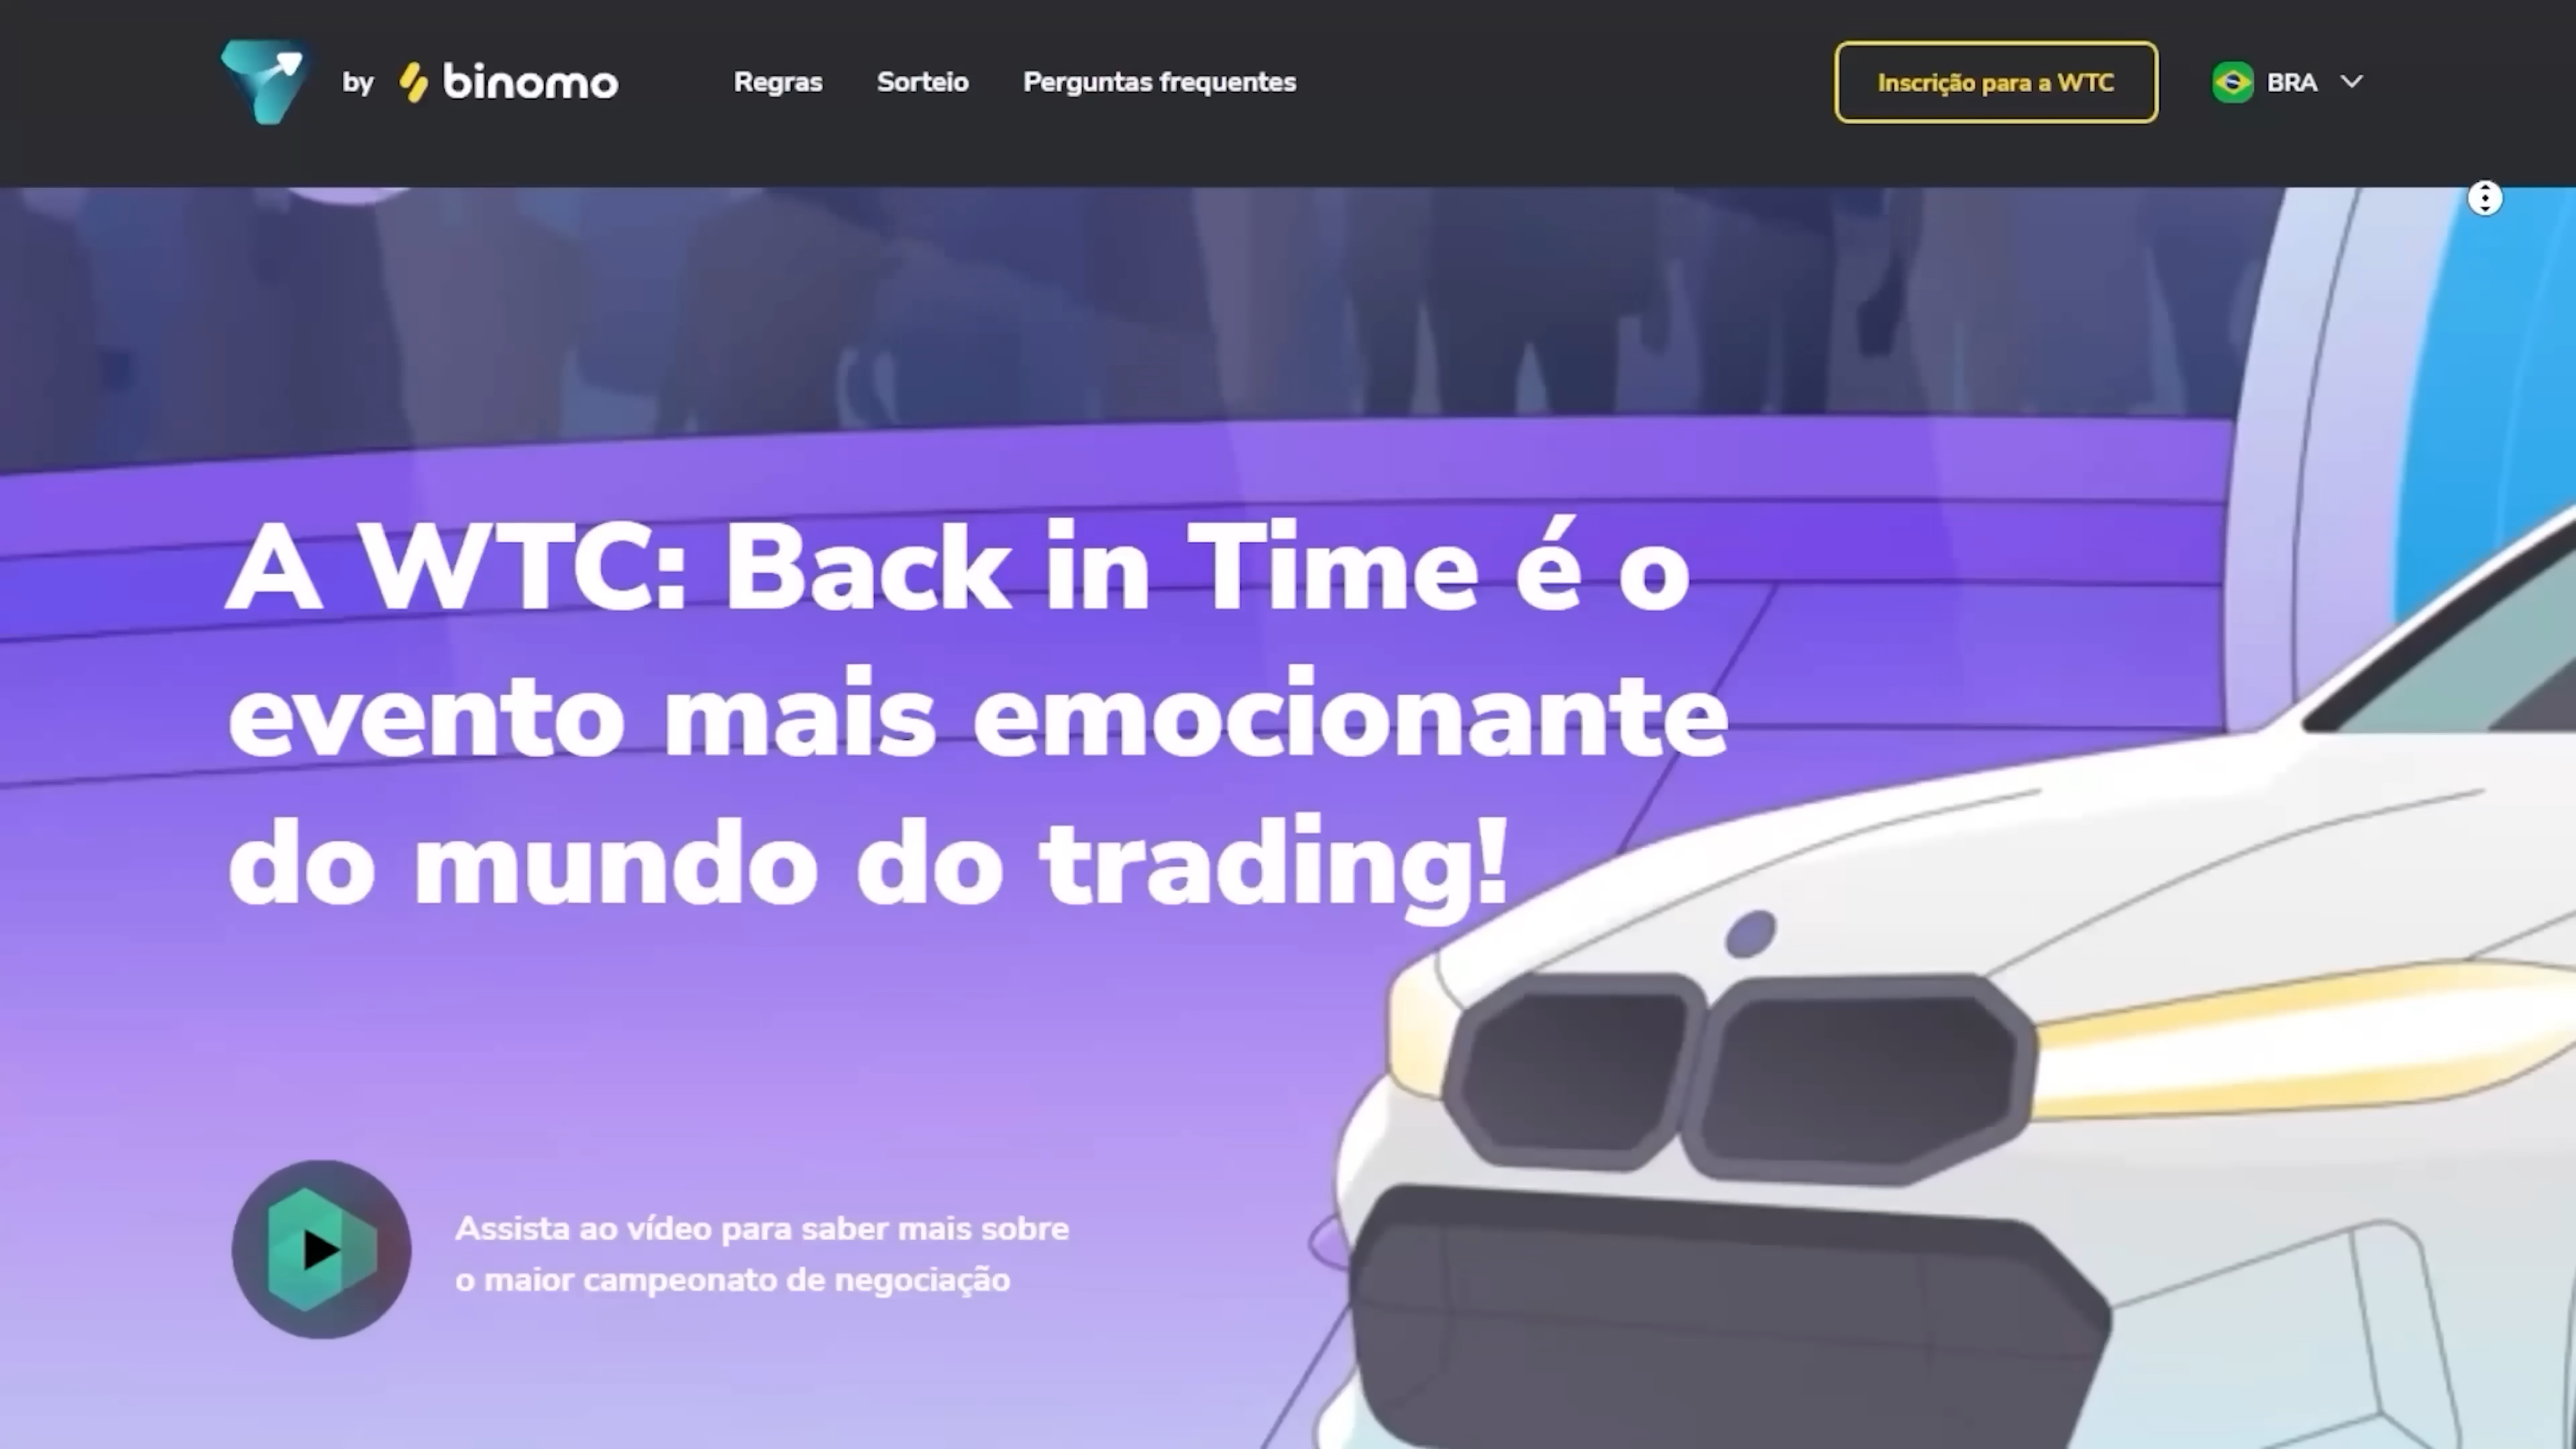 by binomo
Regras
Sorteio
Perguntas frequentes
Inscrição para a WTC
BRA
A WTC: Back in Time é o
evento mais emocionante
do mundo do trading!
Assista ao vídeo para saber mais sobre
o maior campeonato de negociação